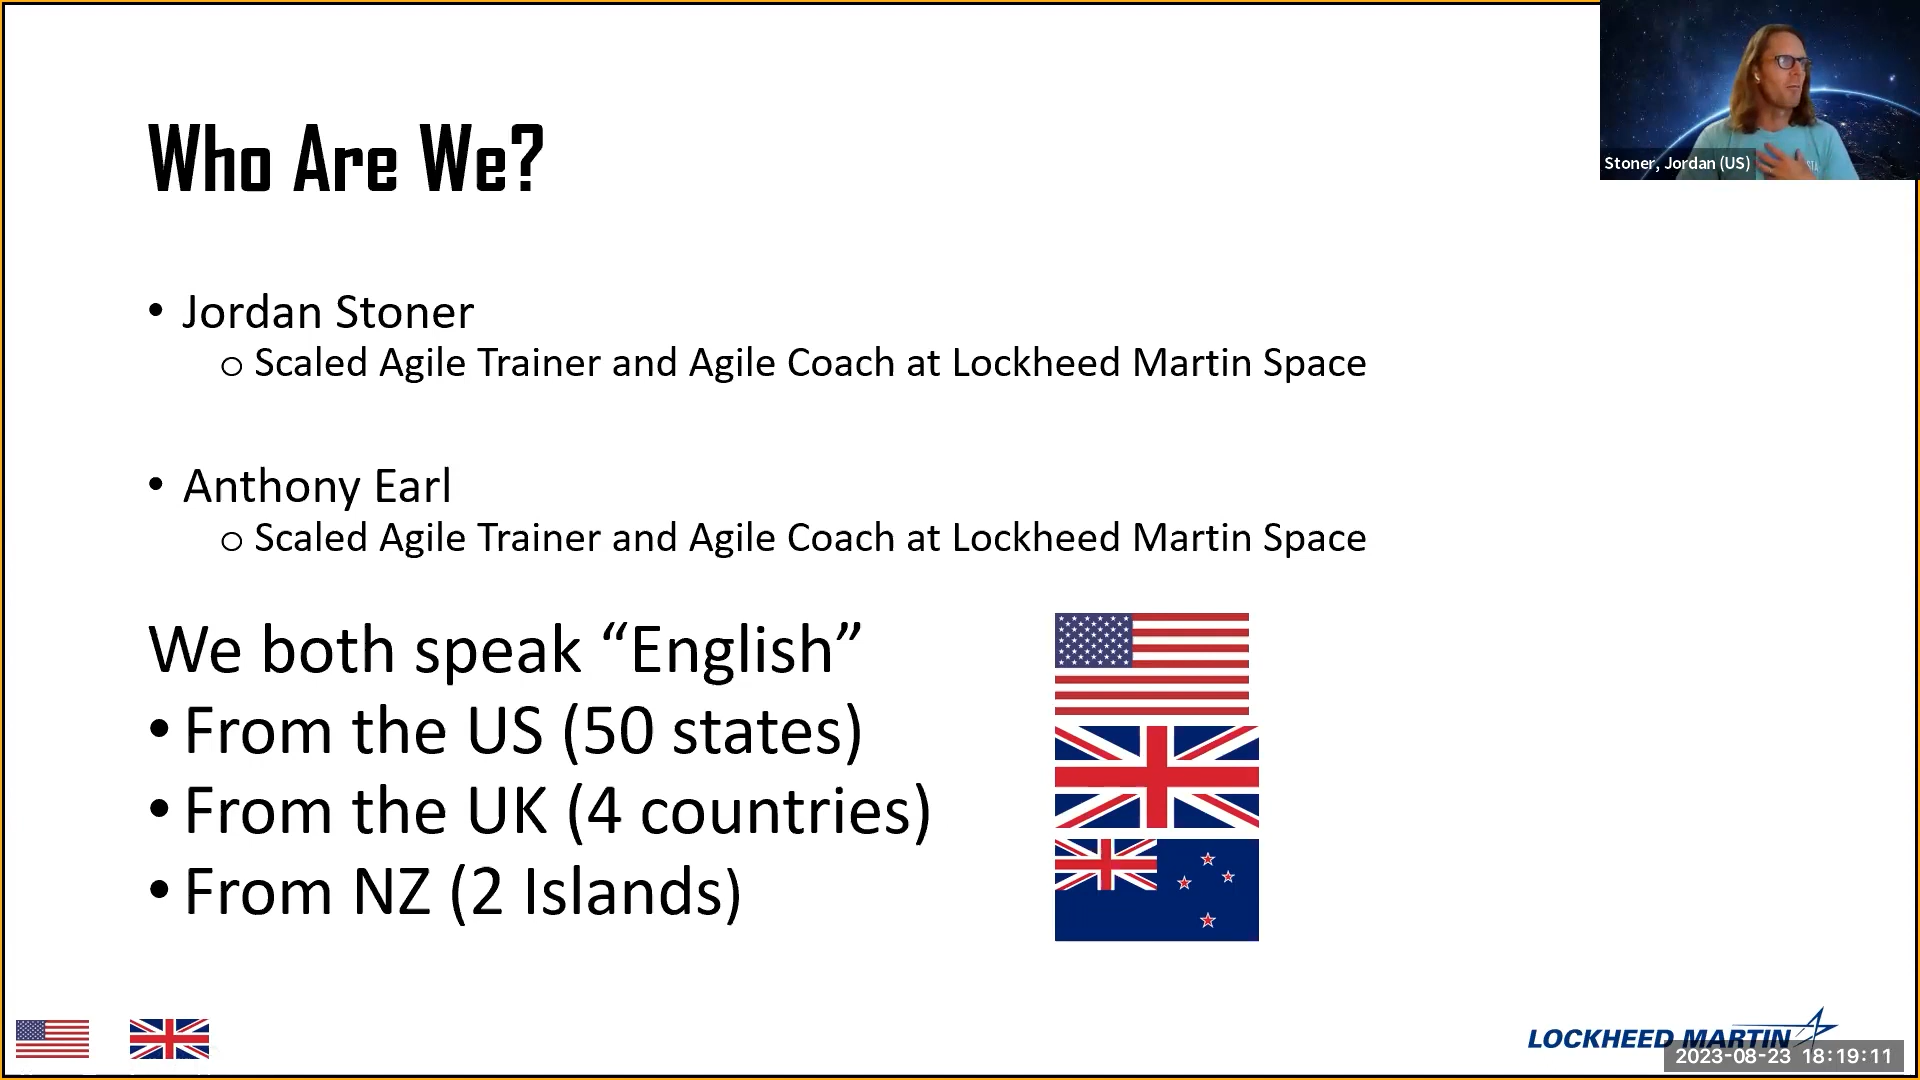 Who Are We?
Stoner, Jordan (US)
• Jordan Stoner
o Scaled Agile Trainer and Agile Coach at Lockheed Martin Space
• Anthony Earl
o Scaled Agile Trainer and Agile Coach at Lockheed Martin Space
We both speak “English”
• From the US (50 states)
• From the UK (4 countries)
• From NZ (2 Islands)
LOCKHEED MARTIN
2023-08-23 18:19:11